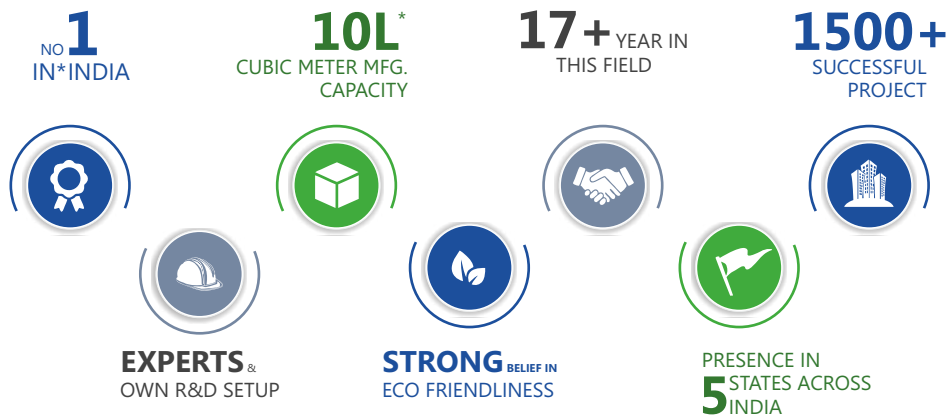 NO 1
IN*INDIA
10L*
CUBIC METER MFG.
CAPACITY
17+ YEAR IN
THIS FIELD
1500+
SUCCESSFUL
PROJECT
EXPERTS &
OWN R&D SETUP
STRONG BELIEF IN
ECO FRIENDLINESS
PRESENCE IN
5 STATES ACROSS
INDIA